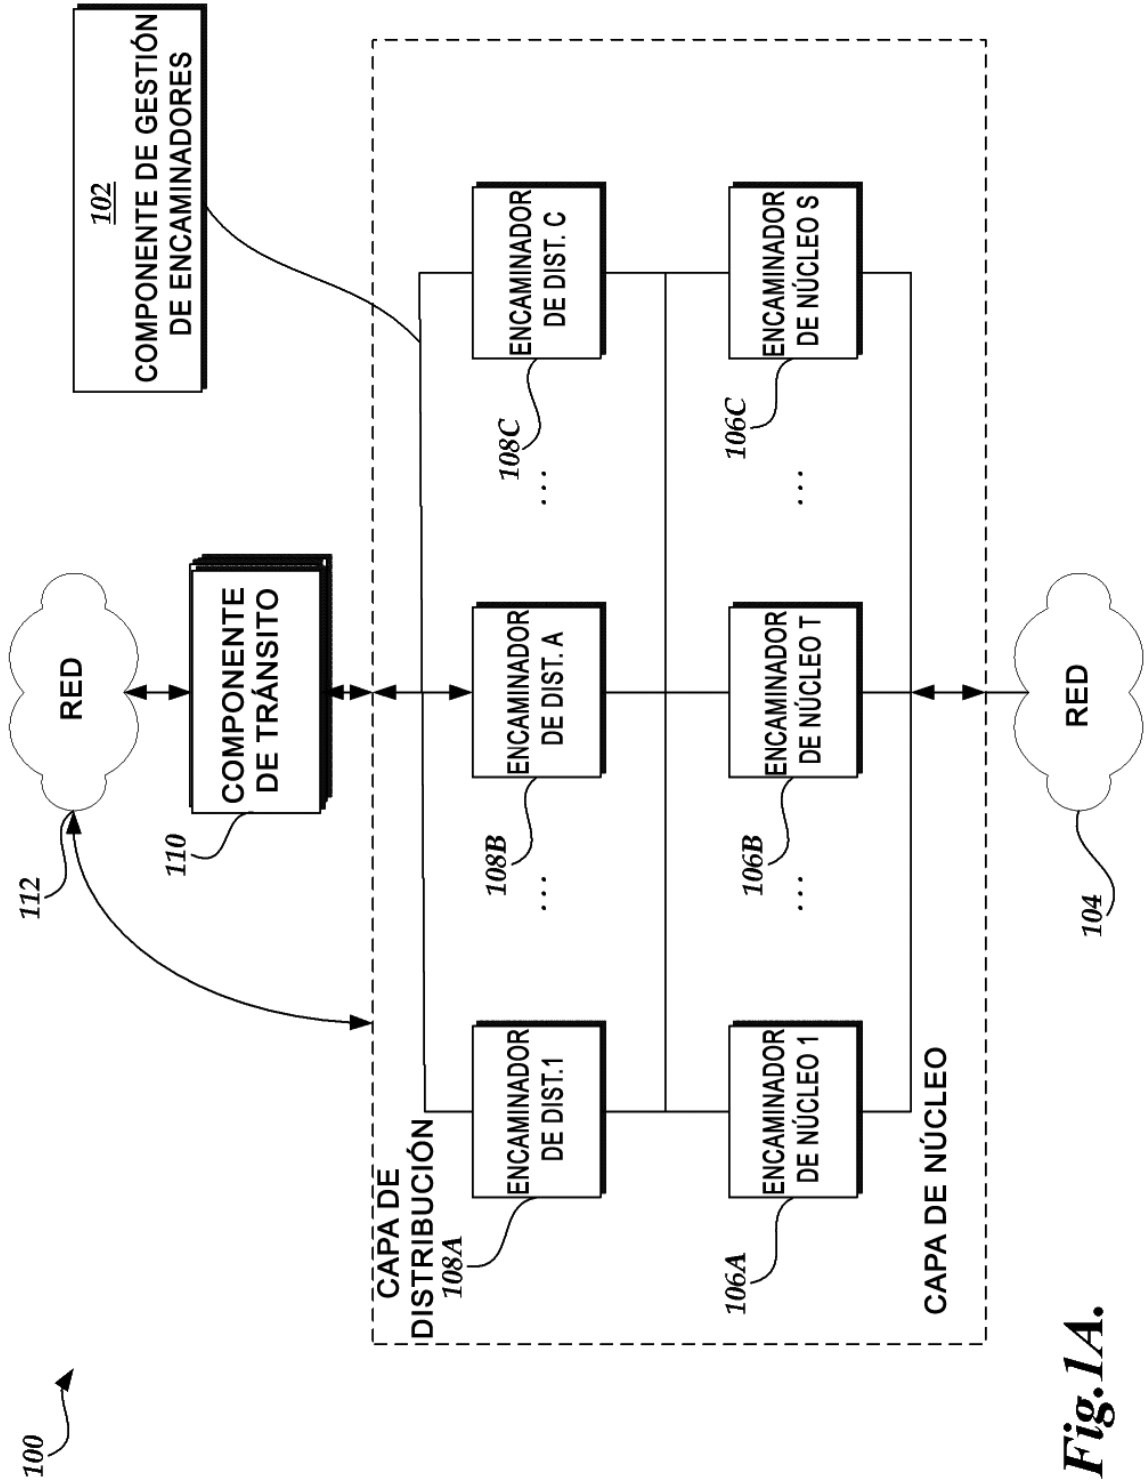 100
112
RED
110
COMPONENTE
DE TRÁNSITO
102
COMPONENTE DE GESTIÓN
DE ENCAMINADORES
CAPA DE
DISTRIBUCIÓN
108A
ENCAMINADOR
DE DIST.1
...
108B
ENCAMINADOR
DE DIST. A
...
108C
ENCAMINADOR
DE DIST. C
106A
ENCAMINADOR
DE NÚCLEO 1
...
106B
ENCAMINADOR
DE NÚCLEO T
...
106C
ENCAMINADOR
DE NÚCLEO S
CAPA DE NÚCLEO
104
RED
Fig.1A.